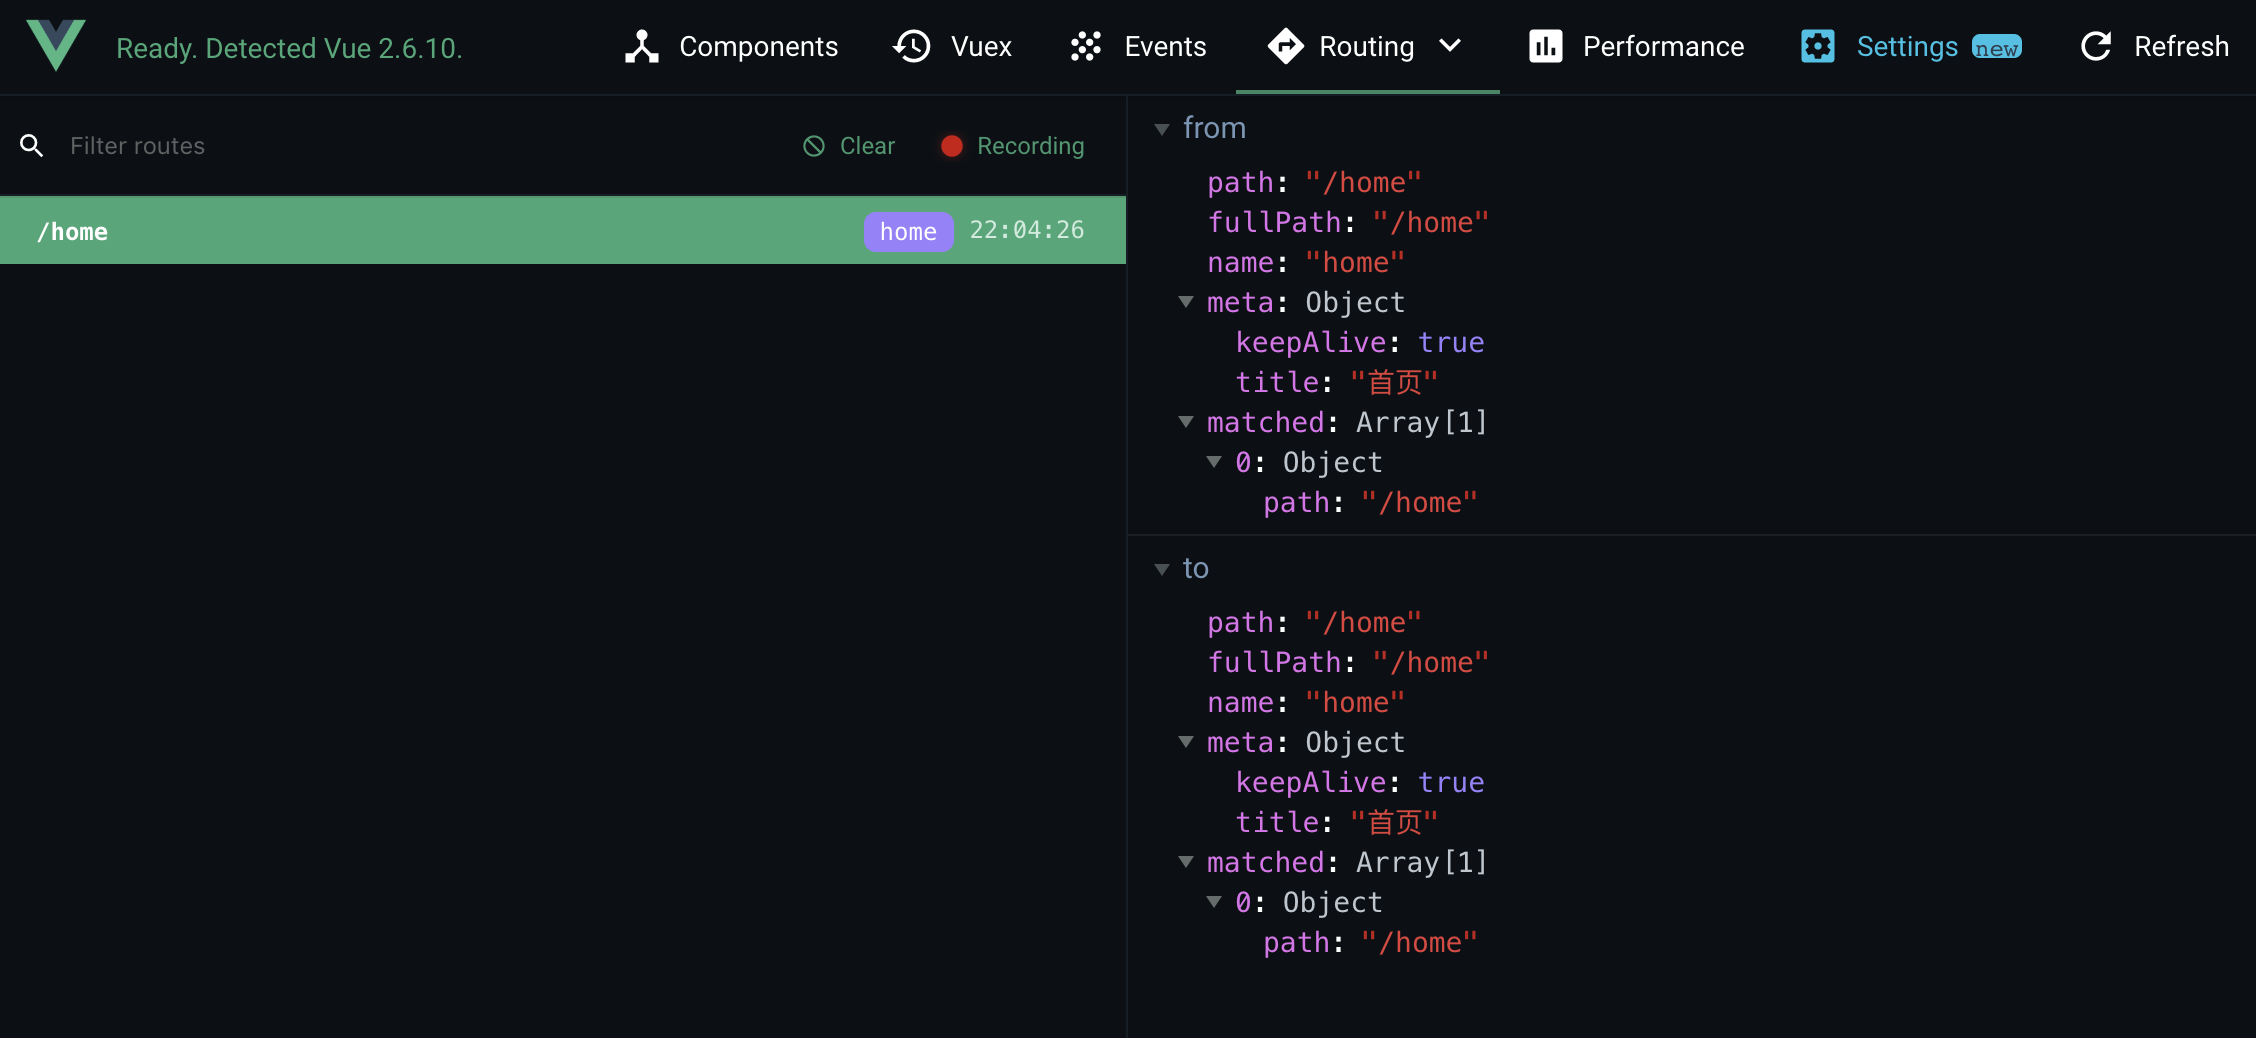 Ready. Detected Vue 2.6.10.
Components
Vuex
Events
Routing
Performance
Settings new
Refresh
Filter routes
Clear
Recording
/home
home
22:04:26
from
path: "/home"
fullPath: "/home"
name: "home"
meta: Object
keepAlive: true
title: "首页"
matched: Array[1]
0: Object
path: "/home"
to
path: "/home"
fullPath: "/home"
name: "home"
meta: Object
keepAlive: true
title: "首页"
matched: Array[1]
0: Object
path: "/home"